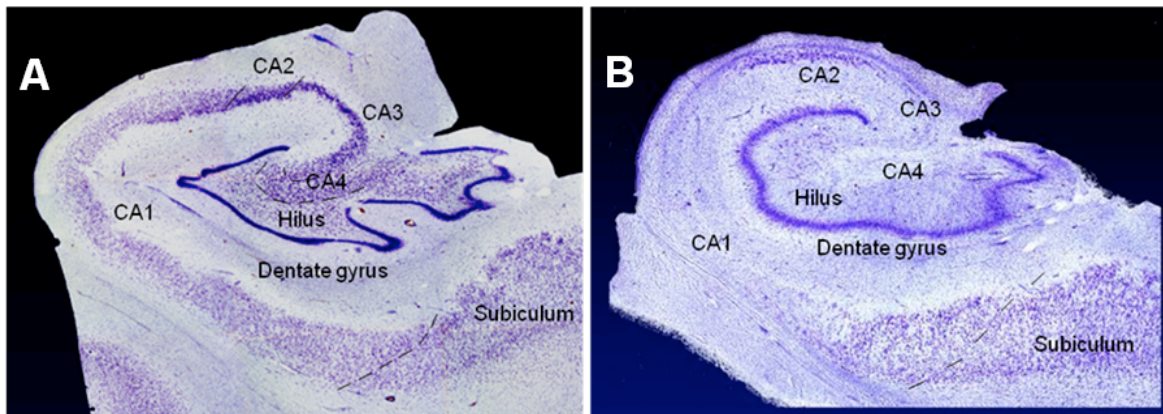 A
CA2
CA3
CA4
CA1
Hilus
Dentate gyrus
Subiculum
B
CA2
CA3
CA4
Hilus
CA1
Dentate gyrus
Subiculum